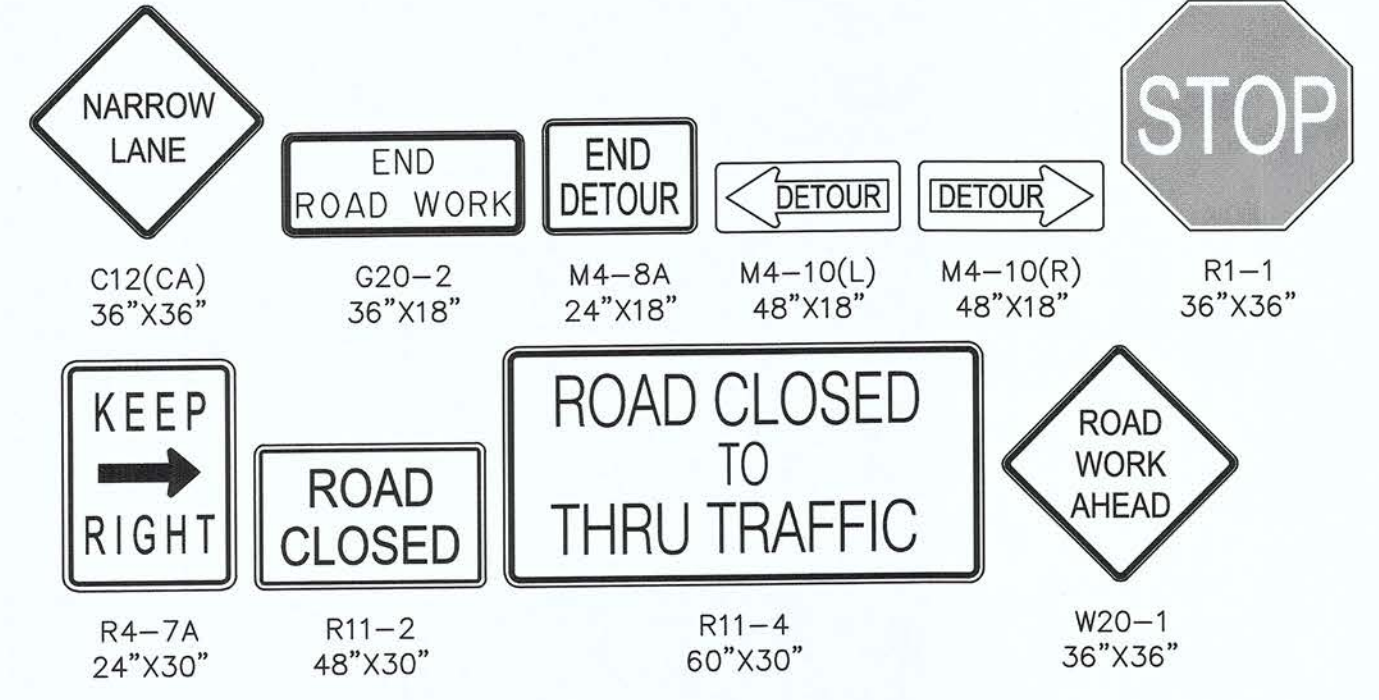 NARROW
LANE
C12(CA)
36”X36”
END
ROAD WORK
G20–2
36”X18”
END
DETOUR
M4–8A
24”X18”
DETOUR
M4–10(L)
48”X18”
DETOUR
M4–10(R)
48”X18”
STOP
R1–1
36”X36”
KEEP
RIGHT
R4–7A
24”X30”
ROAD
CLOSED
R11–2
48”X30”
ROAD CLOSED
TO
THRU TRAFFIC
R11–4
60”X30”
ROAD
WORK
AHEAD
W20–1
36”X36”